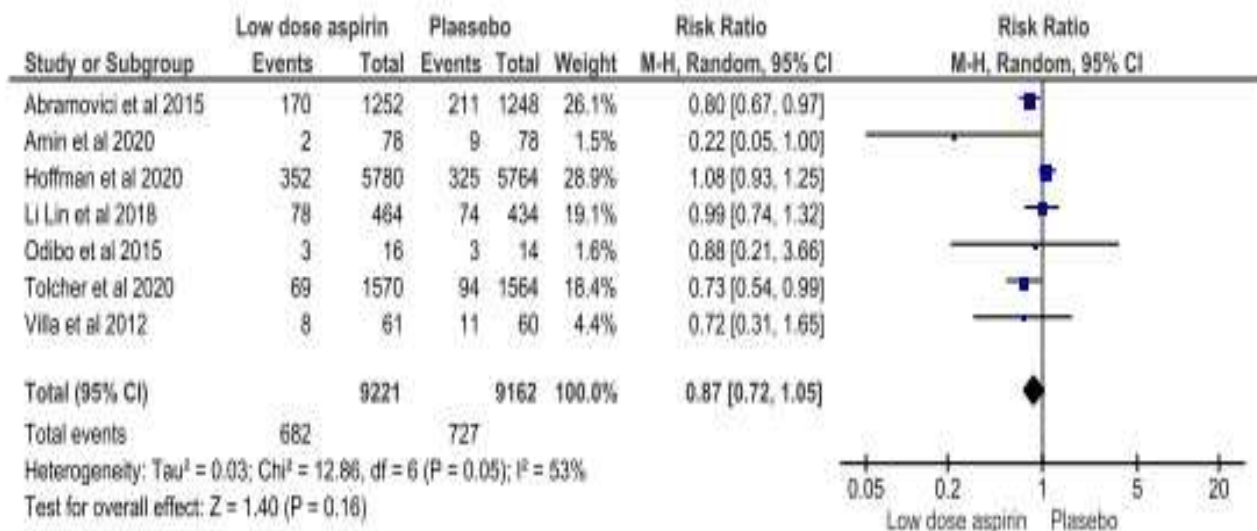 Low dose aspirin Plaesebo Risk Ratio Risk Ratio
Study or Subgroup Events Total Events Total Weight M-H, Random, 95% CI M-H, Random, 95% CI
Abramovici et al 2015 170 1252 211 1248 26.1% 0.80 [0.67, 0.97]
Amin et al 2020 2 78 9 78 1.5% 0.22 [0.05, 1.00]
Hoffman et al 2020 352 5780 325 5764 28.9% 1.08 [0.93, 1.25]
Li Lin et al 2018 78 464 74 434 19.1% 0.99 [0.74, 1.32]
Odibo et al 2015 3 16 3 14 1.6% 0.88 [0.21, 3.66]
Tolcher et al 2020 69 1570 94 1564 18.4% 0.73 [0.54, 0.99]
Villa et al 2012 8 61 11 60 4.4% 0.72 [0.31, 1.65]
Total (95% CI) 9221 9162 100.0% 0.87 [0.72, 1.05]
Total events 682 727
Heterogeneity: Tau² = 0.03; Chi² = 12.86, df = 6 (P = 0.05); I² = 53%
Test for overall effect: Z = 1.40 (P = 0.16)
0.05 0.2 1 5 20
Low dose aspirin Plasebo